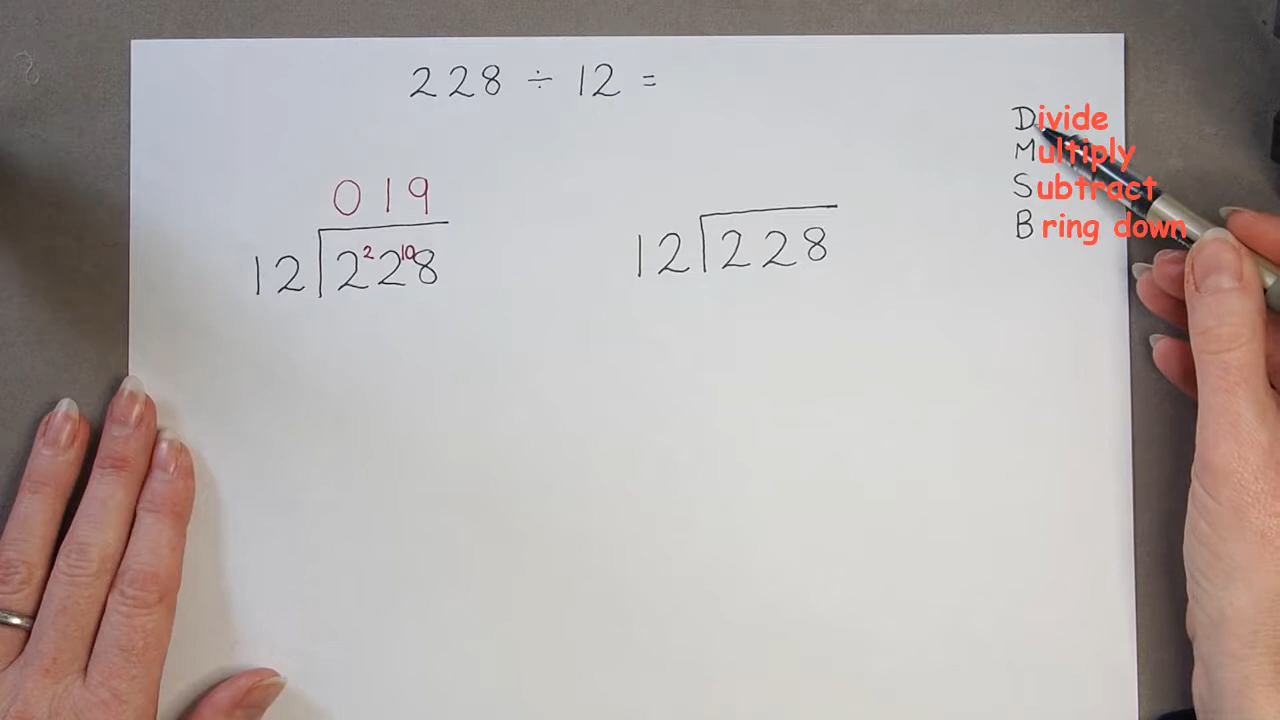 228 ÷ 12 =
Divide
Multiply
Subtract
Bring down
019
12 2²2¹⁰8
12 228